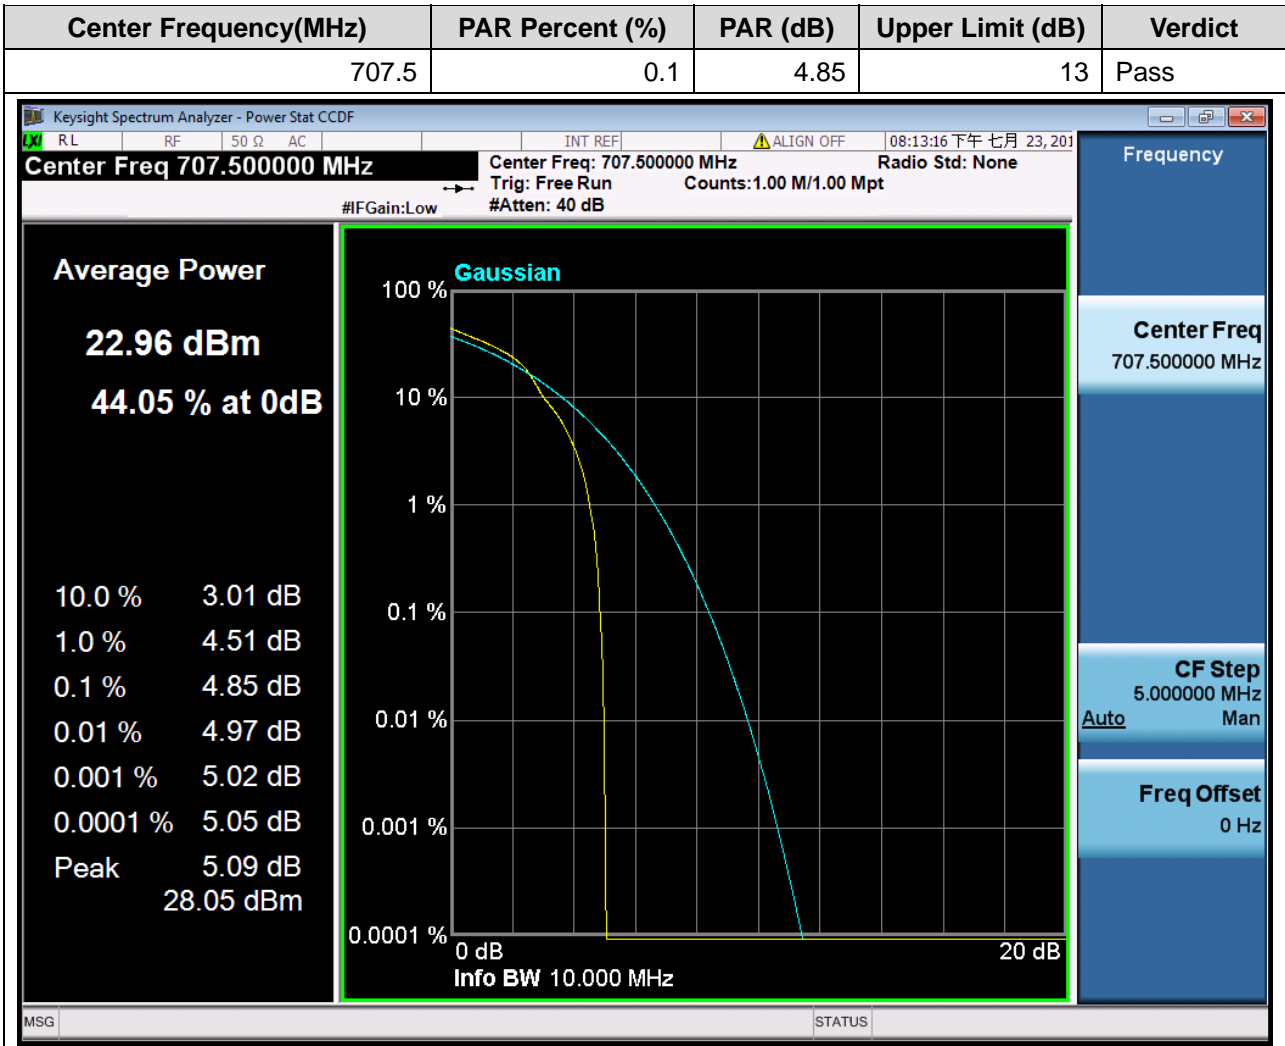 Center Frequency(MHz) PAR Percent (%) PAR (dB) Upper Limit (dB) Verdict
707.5 0.1 4.85 13 Pass
Keysight Spectrum Analyzer - Power Stat CCDF
LXI RL RF 50 Ω AC INT REF ALIGN OFF 08:13:16 下午 七月 23, 201
Center Freq 707.500000 MHz
Center Freq: 707.500000 MHz Radio Std: None
Trig: Free Run Counts:1.00 M/1.00 Mpt
#IFGain:Low #Atten: 40 dB
Average Power
22.96 dBm
44.05 % at 0dB
10.0 % 3.01 dB
1.0 % 4.51 dB
0.1 % 4.85 dB
0.01 % 4.97 dB
0.001 % 5.02 dB
0.0001 % 5.05 dB
Peak 5.09 dB
28.05 dBm
Gaussian
100 %
10 %
1 %
0.1 %
0.01 %
0.001 %
0.0001 %
0 dB 20 dB
Info BW 10.000 MHz
Frequency
Center Freq
707.500000 MHz
CF Step
5.000000 MHz
Auto Man
Freq Offset
0 Hz
MSG STATUS